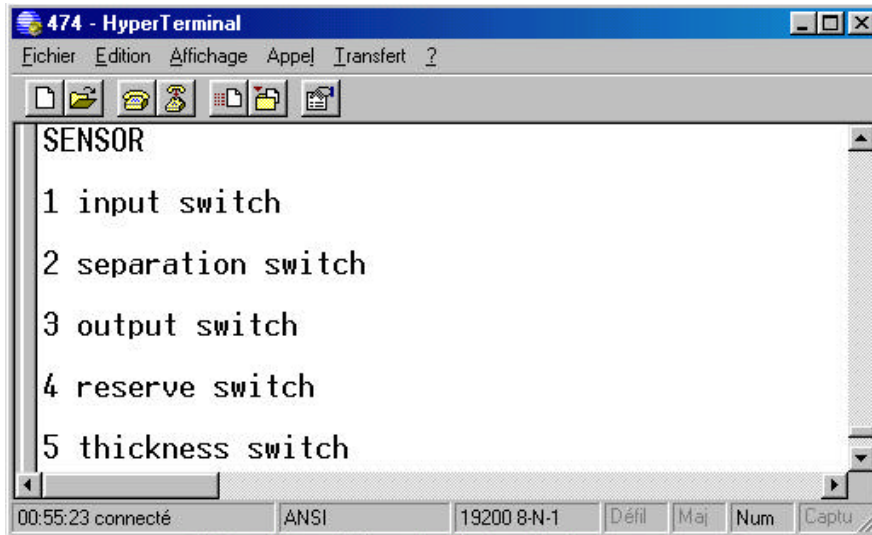 474 - HyperTerminal
Fichier Edition Affichage Appel Transfert ?
SENSOR
1 input switch
2 separation switch
3 output switch
4 reserve switch
5 thickness switch
00:55:23 connecté ANSI 19200 8-N-1 Défil Maj Num Captu